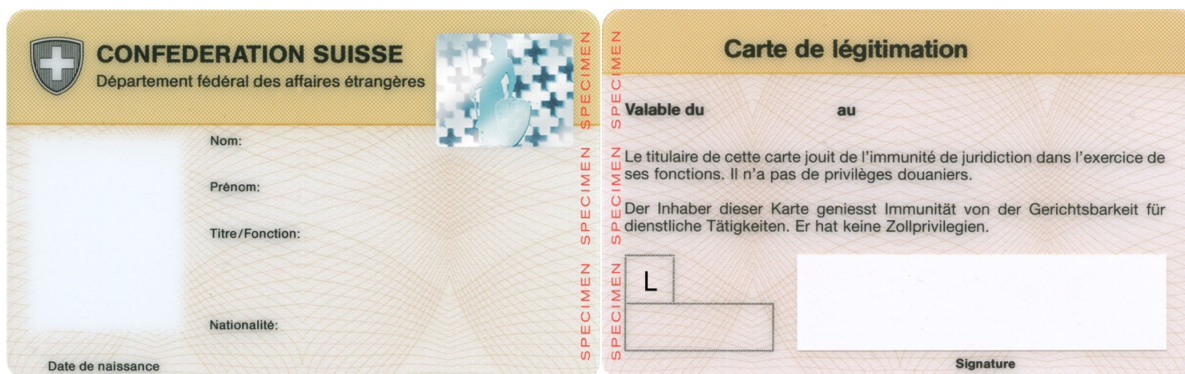 CONFEDERATION SUISSE
Département fédéral des affaires étrangères
Nom:
Prénom:
Titre/Fonction:
Nationalité:
Date de naissance
SPECIMEN SPECIMEN SPECIMEN
SPECIMEN SPECIMEN SPECIMEN
Carte de légitimation
Valable du au
Le titulaire de cette carte jouit de l'immunité de juridiction dans l'exercice de
ses fonctions. Il n'a pas de privilèges douaniers.
Der Inhaber dieser Karte geniesst Immunität von der Gerichtsbarkeit für
dienstliche Tätigkeiten. Er hat keine Zollprivilegien.
L
Signature